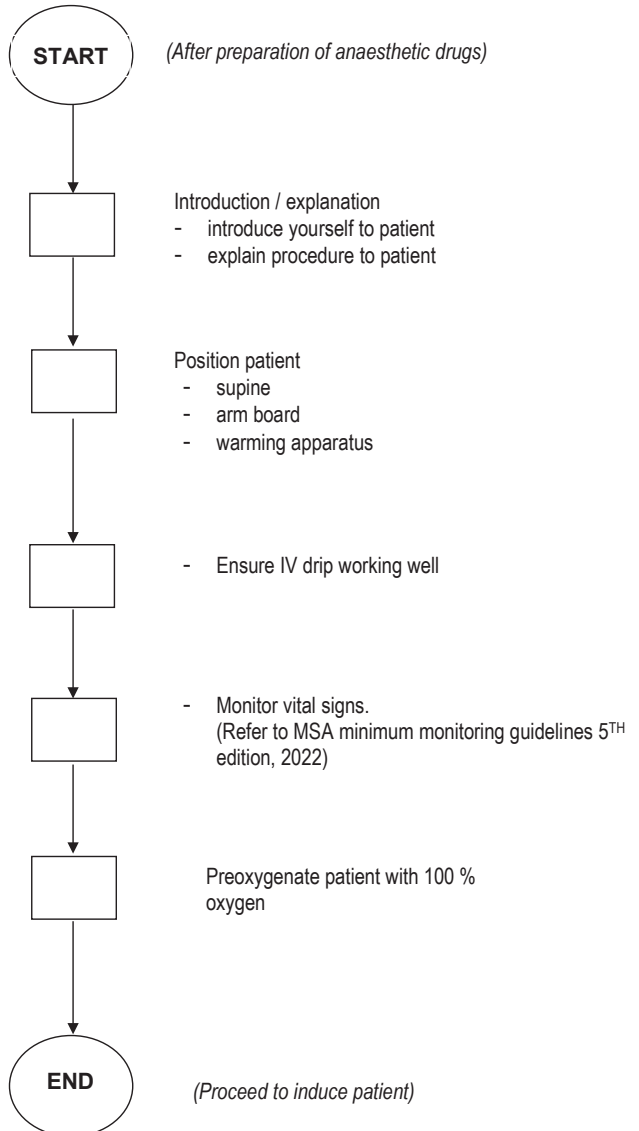 START
(After preparation of anaesthetic drugs)
Introduction / explanation
- introduce yourself to patient
- explain procedure to patient
Position patient
- supine
- arm board
- warming apparatus
- Ensure IV drip working well
- Monitor vital signs.
(Refer to MSA minimum monitoring guidelines 5TH
edition, 2022)
Preoxygenate patient with 100 %
oxygen
END
(Proceed to induce patient)